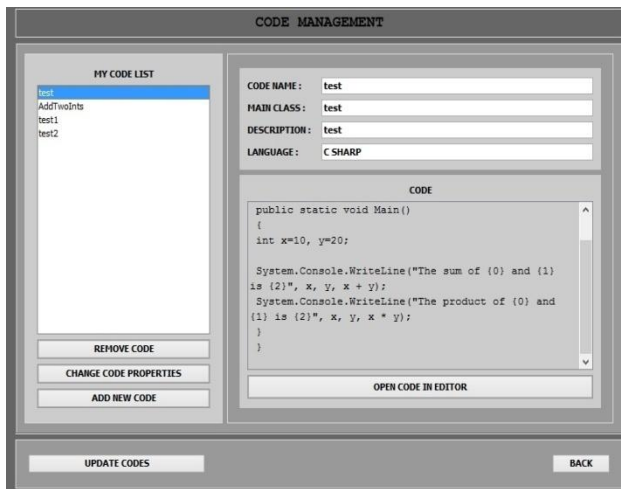 CODE MANAGEMENT
MY CODE LIST
test
AddTwoInts
test1
test2
REMOVE CODE
CHANGE CODE PROPERTIES
ADD NEW CODE
CODE NAME : test
MAIN CLASS : test
DESCRIPTION : test
LANGUAGE : C SHARP
CODE
public static void Main()
{
int x=10, y=20;
System.Console.WriteLine("The sum of {0} and {1}
is {2}", x, y, x + y);
System.Console.WriteLine("The product of {0} and
{1} is {2}", x, y, x * y);
}
}
OPEN CODE IN EDITOR
UPDATE CODES
BACK